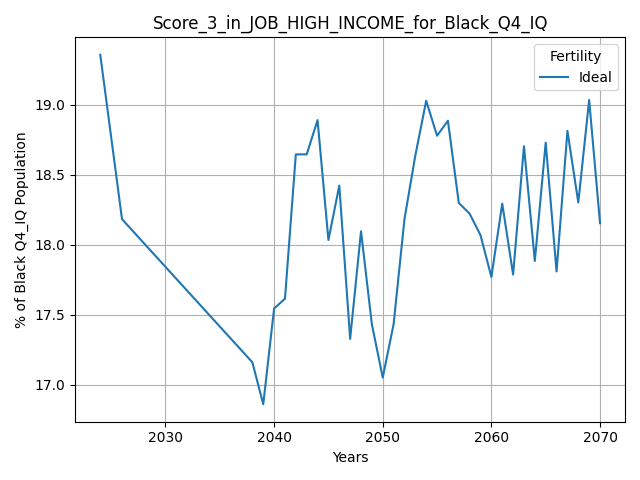 Score_3_in_JOB_HIGH_INCOME_for_Black_Q4_IQ
Fertility
Ideal
% of Black Q4_IQ Population
19.0
18.5
18.0
17.5
17.0
2030 2040 2050 2060 2070
Years